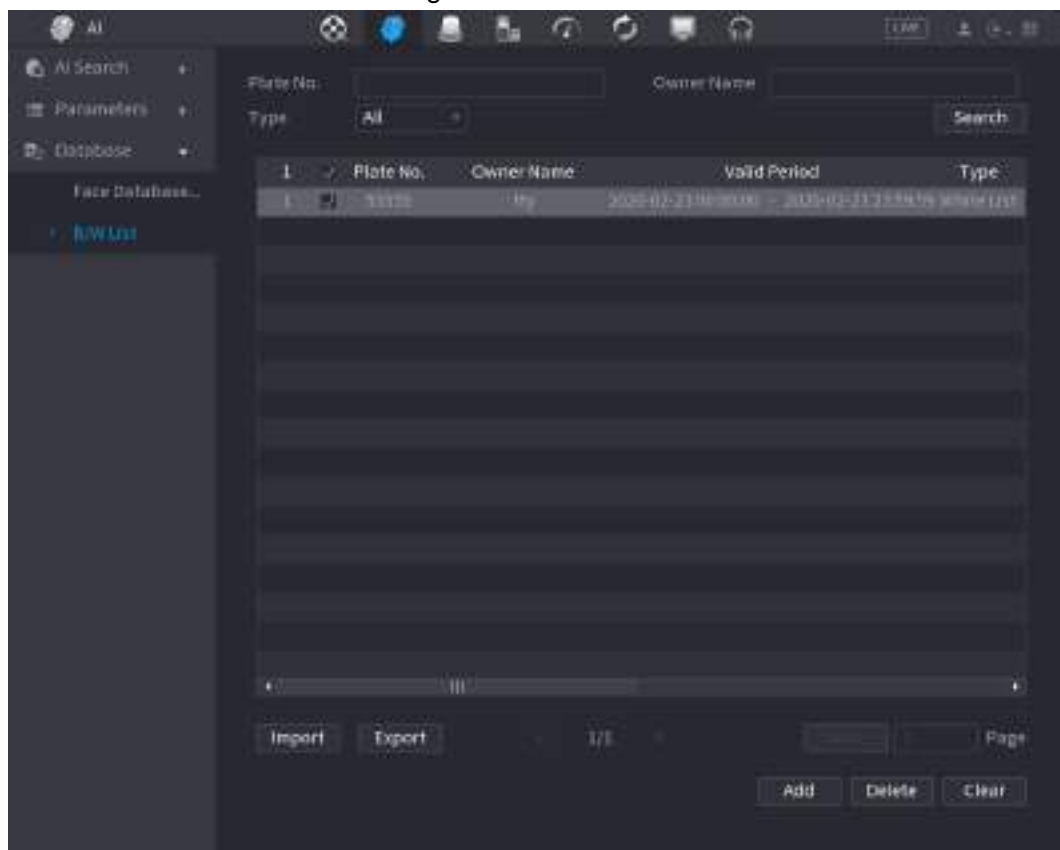 AI
LIVE
AI Search
Parameters
Database
Face Database...
B/W List
Plate No.
Owner Name
Type
All
Search
1 Plate No. Owner Name Valid Period Type
1
Import Export 1/1 Page
Add Delete Clear